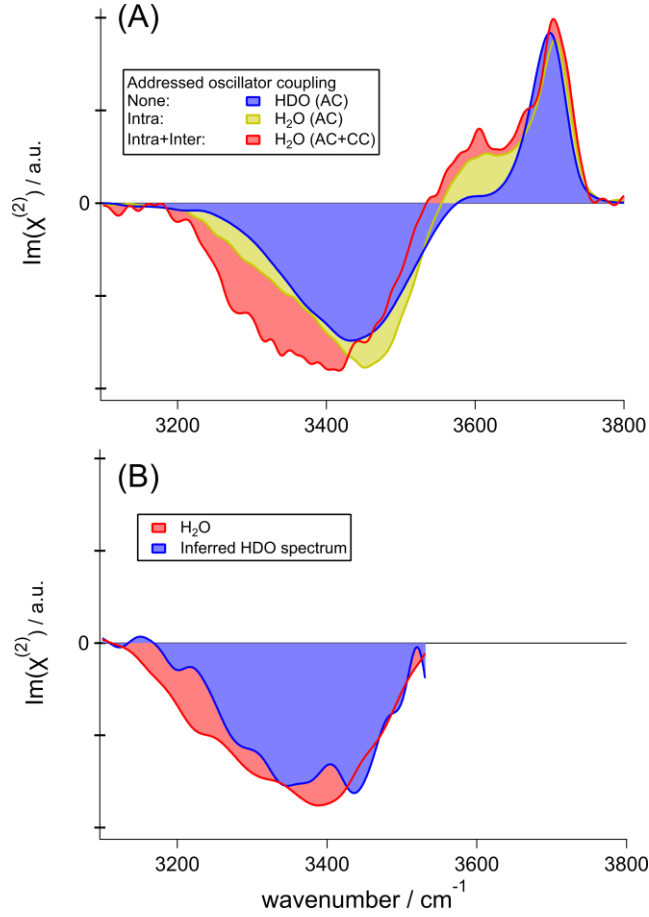 (A)
Addressed oscillator coupling
None: HDO (AC)
Intra: H₂O (AC)
Intra+Inter: H₂O (AC+CC)
Im(χ⁽²⁾) / a.u.
0
3200 3400 3600 3800
(B)
H₂O
Inferred HDO spectrum
Im(χ⁽²⁾) / a.u.
0
3200 3400 3600 3800
wavenumber / cm⁻¹